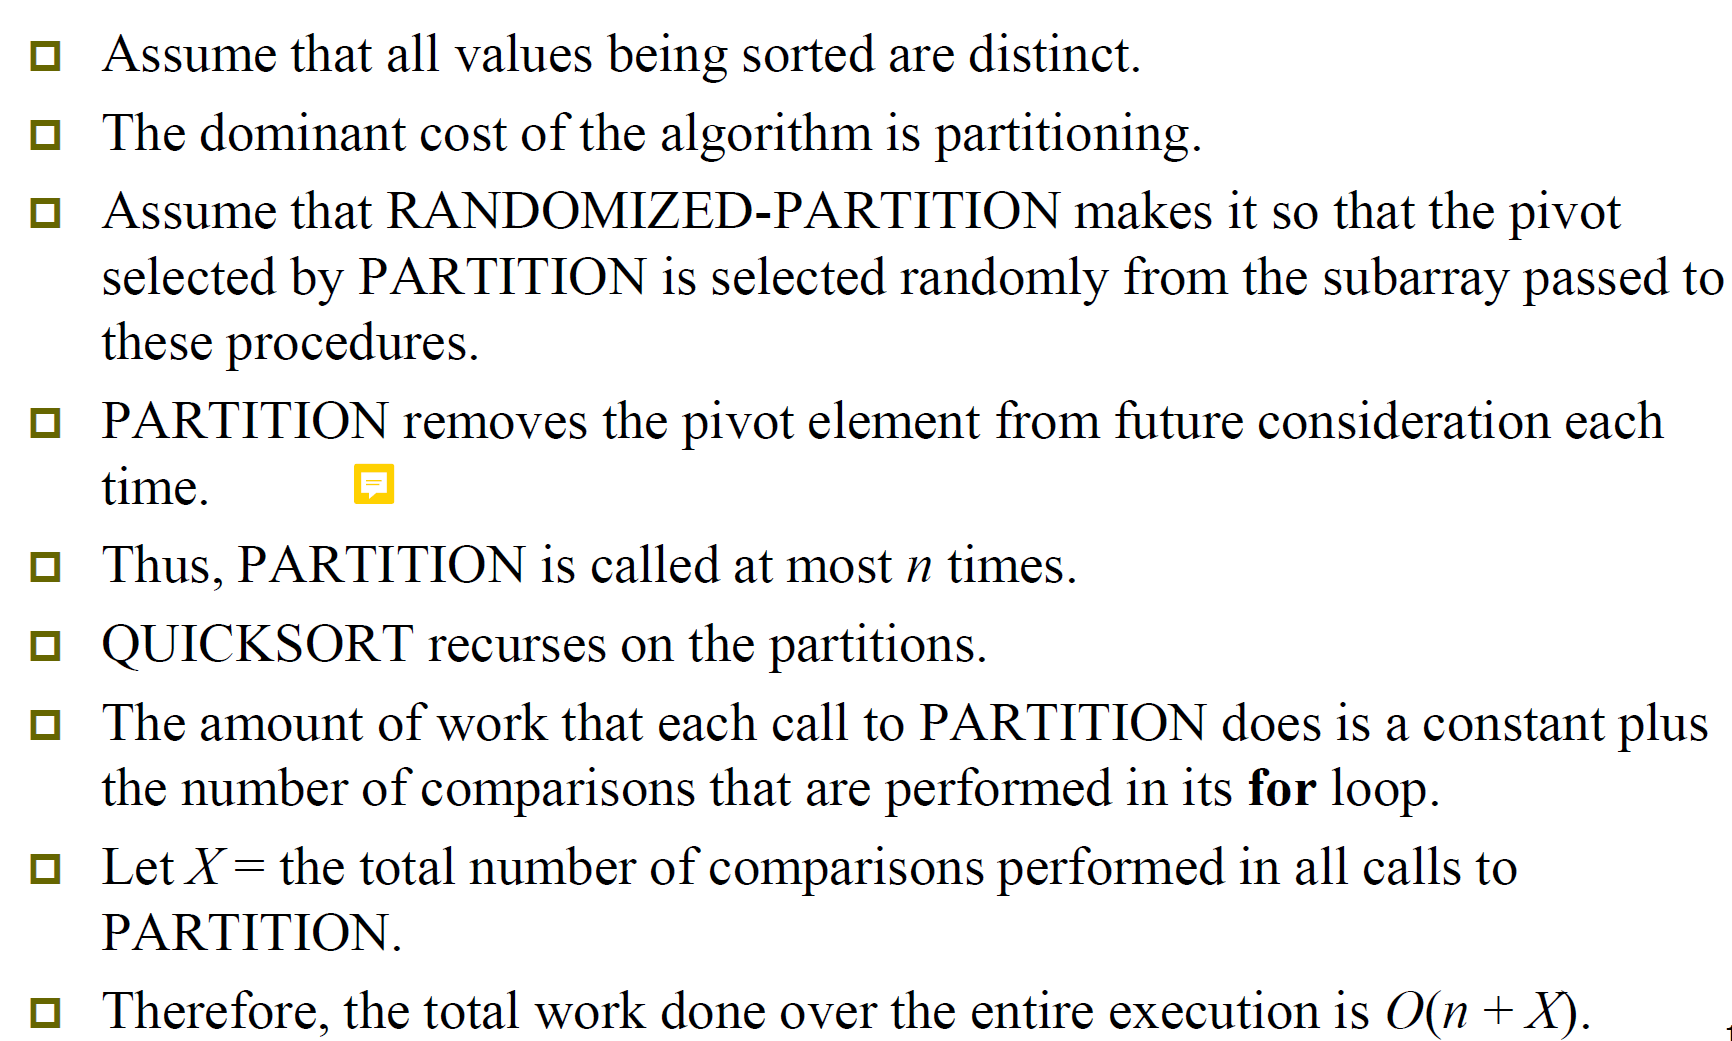 Assume that all values being sorted are distinct.
The dominant cost of the algorithm is partitioning.
Assume that RANDOMIZED-PARTITION makes it so that the pivot
selected by PARTITION is selected randomly from the subarray passed to
these procedures.
PARTITION removes the pivot element from future consideration each
time.
Thus, PARTITION is called at most n times.
QUICKSORT recurses on the partitions.
The amount of work that each call to PARTITION does is a constant plus
the number of comparisons that are performed in its for loop.
Let X = the total number of comparisons performed in all calls to
PARTITION.
Therefore, the total work done over the entire execution is O(n + X).